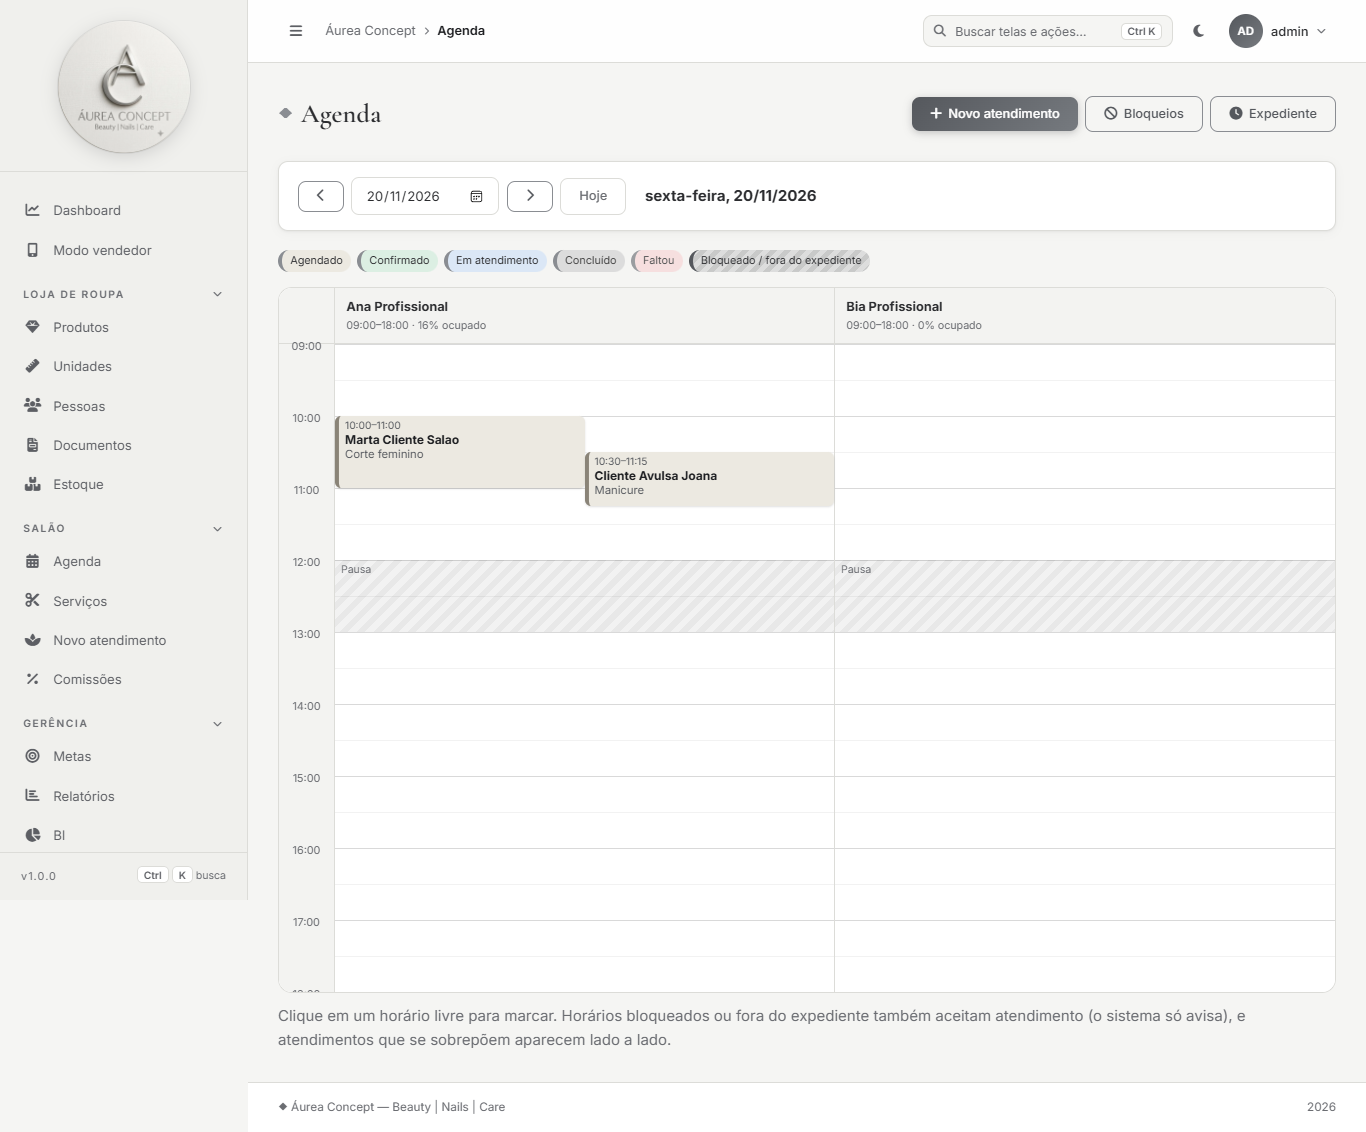 ÁUREA CONCEPT
Beauty | Nails | Care
Dashboard
Modo vendedor
LOJA DE ROUPA
Produtos
Unidades
Pessoas
Documentos
Estoque
SALÃO
Agenda
Serviços
Novo atendimento
Comissões
GERÊNCIA
Metas
Relatórios
BI
v1.0.0 Ctrl K busca
Áurea Concept › Agenda
Buscar telas e ações... Ctrl K
AD admin
Agenda
Novo atendimento Bloqueios Expediente
20/11/2026 Hoje sexta-feira, 20/11/2026
Agendado Confirmado Em atendimento Concluído Faltou Bloqueado / fora do expediente
Ana Profissional
09:00–18:00 · 16% ocupado
Bia Profissional
09:00–18:00 · 0% ocupado
09:00
10:00
10:00–11:00
Marta Cliente Salao
Corte feminino
10:30–11:15
Cliente Avulsa Joana
Manicure
11:00
12:00
Pausa Pausa
13:00
14:00
15:00
16:00
17:00
Clique em um horário livre para marcar. Horários bloqueados ou fora do expediente também aceitam atendimento (o sistema só avisa), e
atendimentos que se sobrepõem aparecem lado a lado.
Áurea Concept — Beauty | Nails | Care
2026